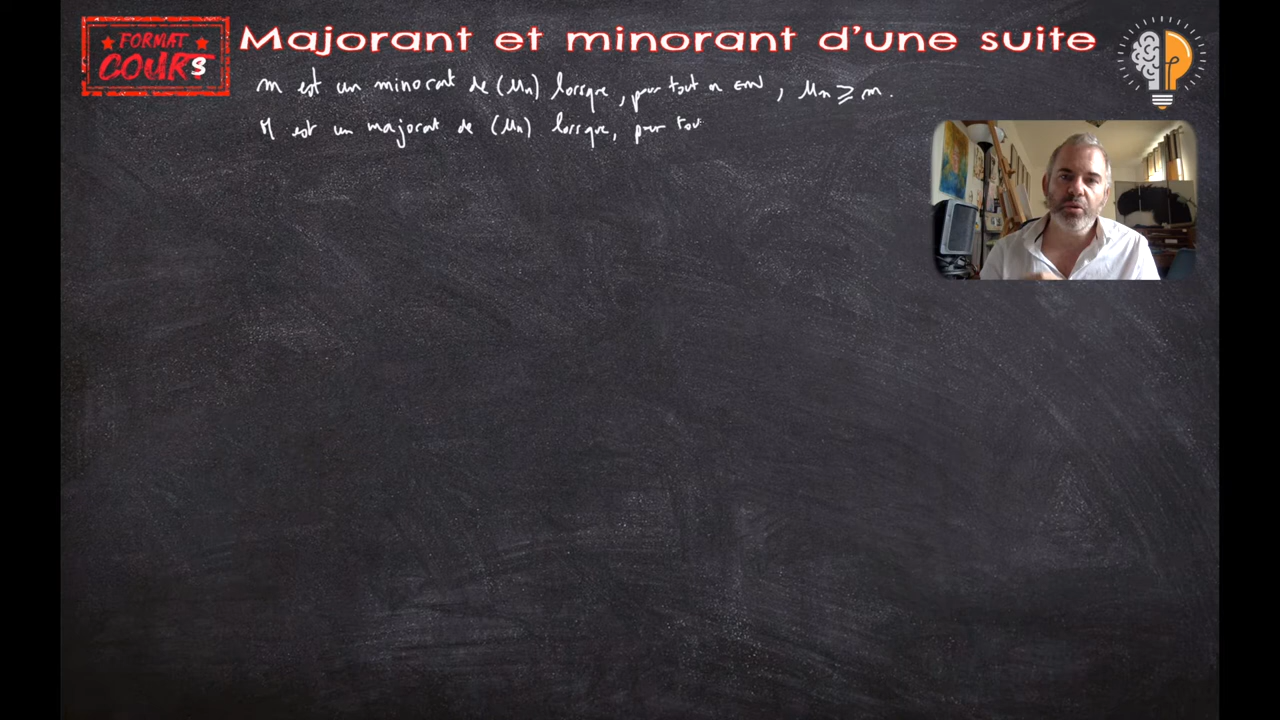 FORMAT
COURS
Majorant et minorant d'une suite
m est un minorant de (Un) lorsque, pour tout n ∈ ℕ, Un ⩾ m.
M est un majorant de (Un) lorsque, pour tou